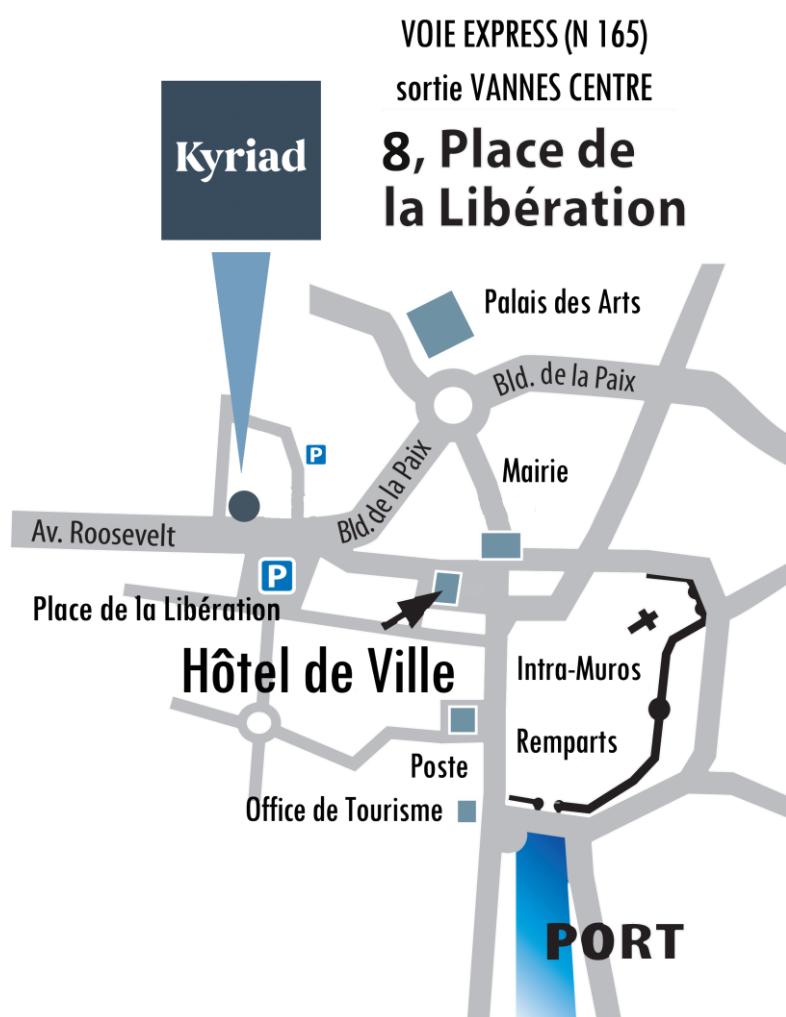 VOIE EXPRESS (N 165)
sortie VANNES CENTRE
Kyriad
8, Place de
la Libération
Palais des Arts
Bld. de la Paix
Bld. de la Paix
Mairie
P
Av. Roosevelt
P
Place de la Libération
Hôtel de Ville
Intra-Muros
Remparts
Poste
Office de Tourisme
PORT